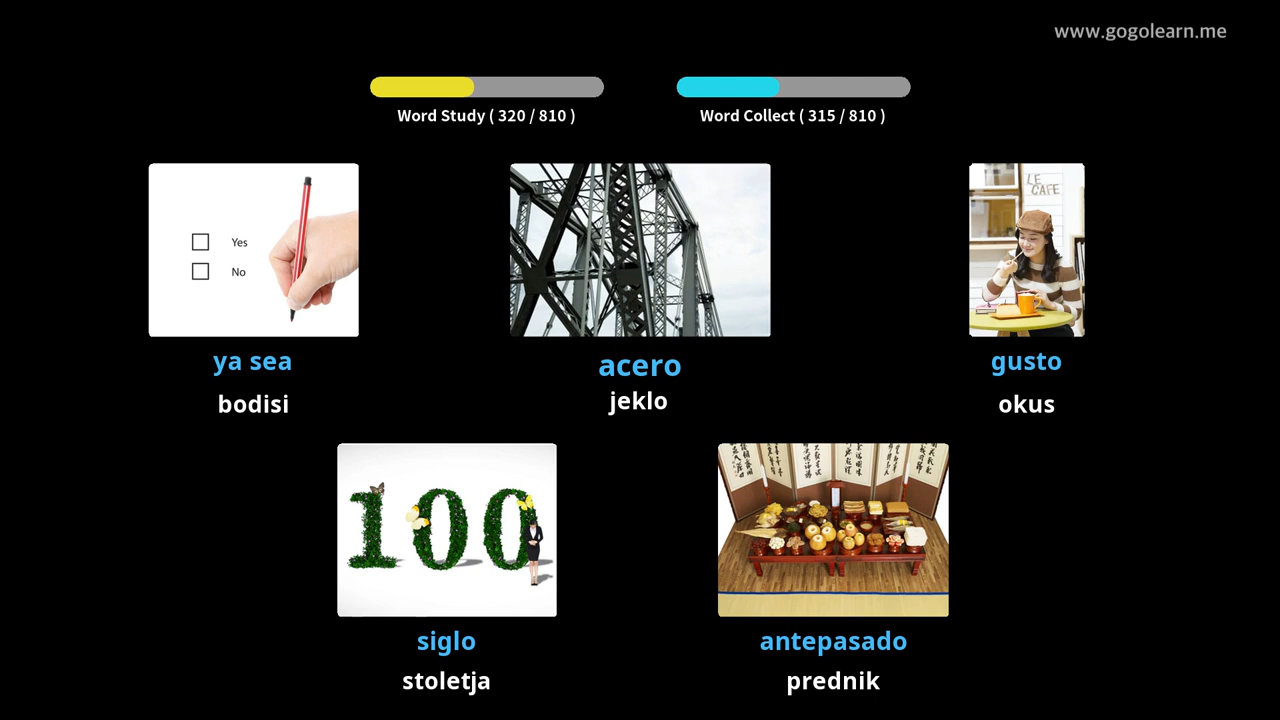 www.gogolearn.me
Word Study ( 320 / 810 )
Word Collect ( 315 / 810 )
Yes
No
LE
CAFE
ya sea
acero
gusto
bodisi
jeklo
okus
100
siglo
antepasado
stoletja
prednik